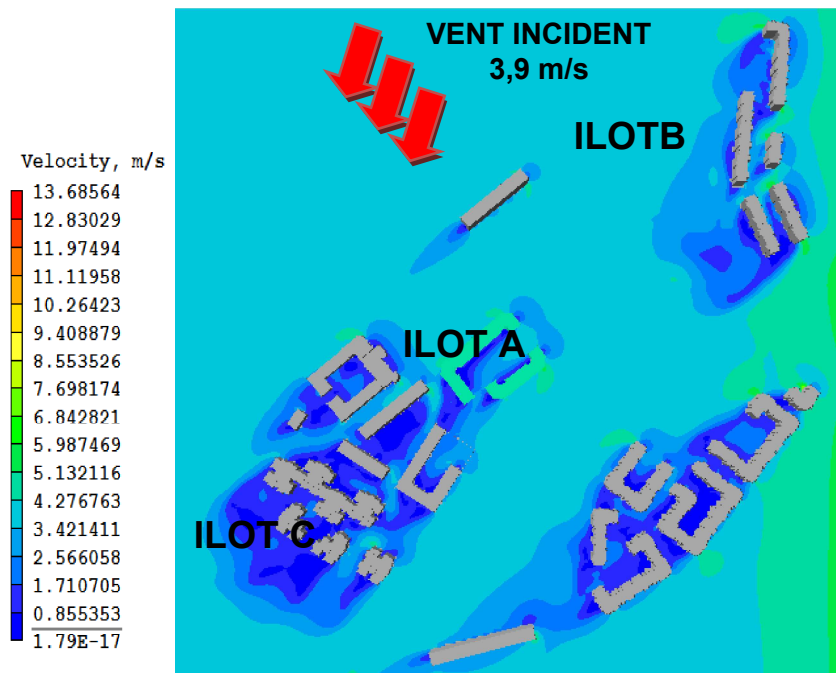 VENT INCIDENT
3,9 m/s
ILOTB
Velocity, m/s
13.68564
12.83029
11.97494
11.11958
10.26423
9.408879
8.553526
7.698174
6.842821
5.987469
5.132116
4.276763
3.421411
2.566058
1.710705
0.855353
1.79E-17
ILOT A
ILOT C